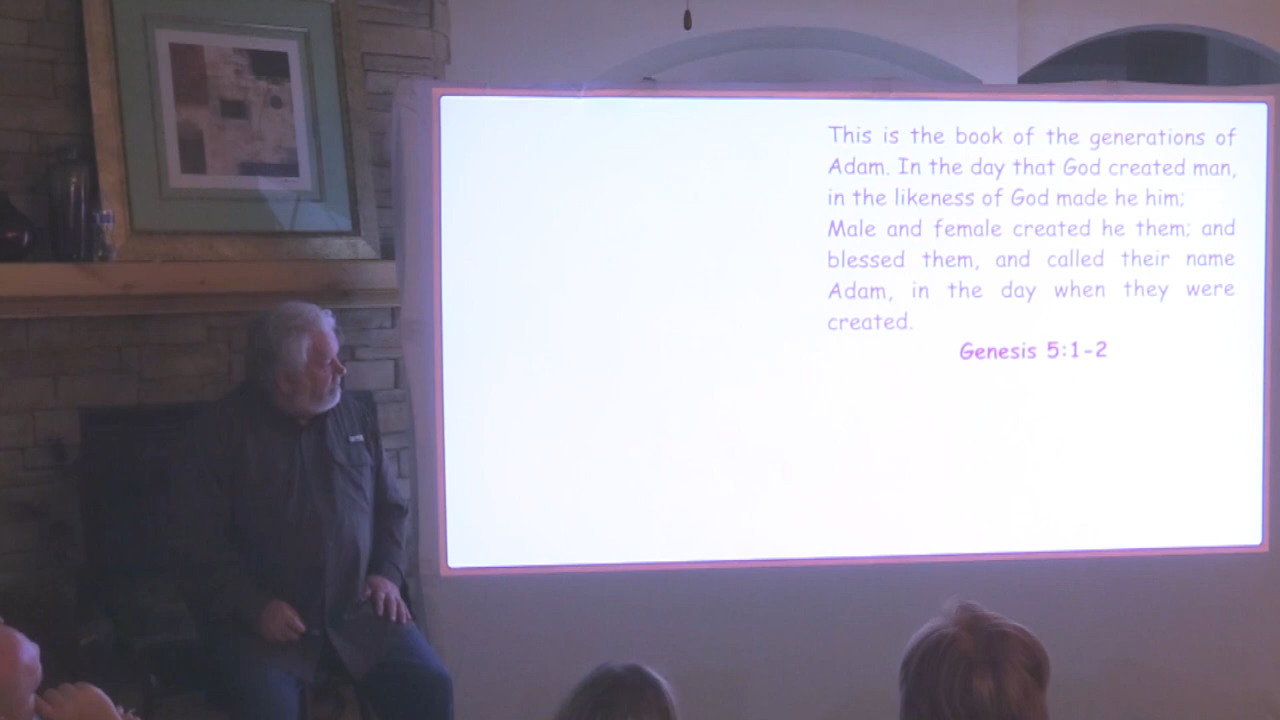 This is the book of the generations of
Adam. In the day that God created man,
in the likeness of God made he him;
Male and female created he them; and
blessed them, and called their name
Adam, in the day when they were
created.
Genesis 5:1-2